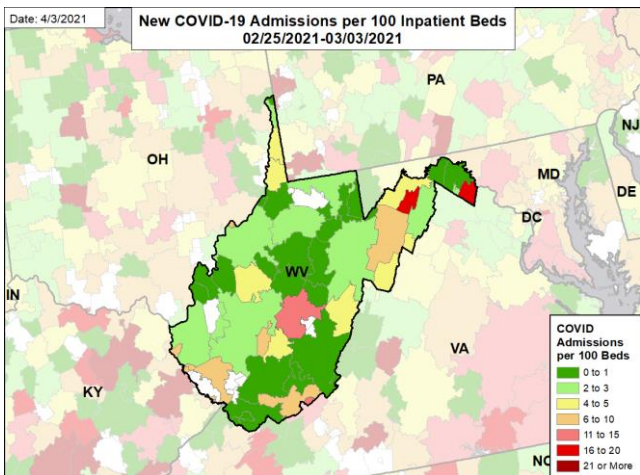 Date: 4/3/2021
New COVID-19 Admissions per 100 Inpatient Beds
02/25/2021-03/03/2021
PA
NJ
OH
MD
DE
DC
WV
IN
VA
KY
NC
COVID
Admissions
per 100 Beds
0 to 1
2 to 3
4 to 5
6 to 10
11 to 15
16 to 20
21 or More